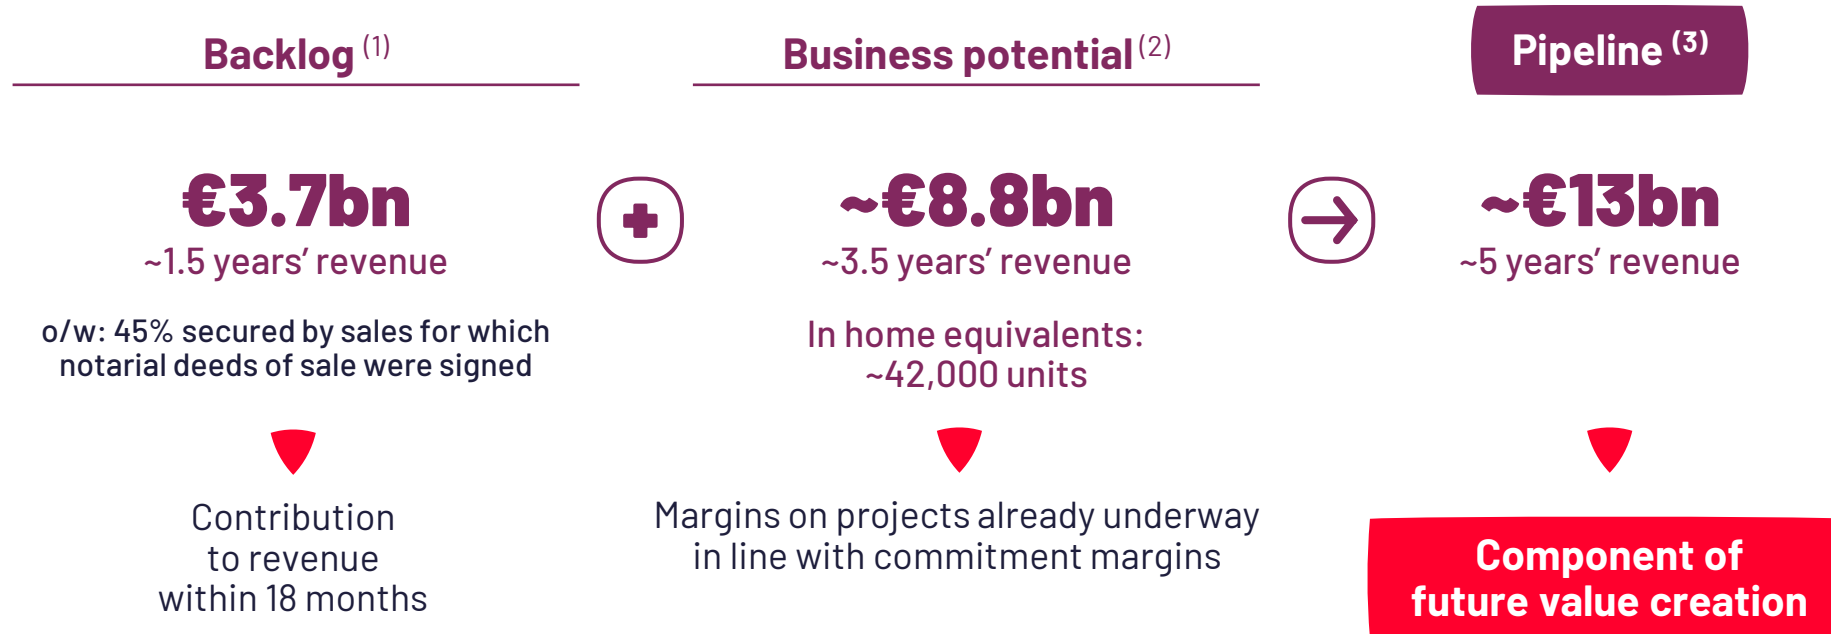 Backlog (1)
€3.7bn
~1.5 years’ revenue
o/w: 45% secured by sales for which
notarial deeds of sale were signed
Contribution
to revenue
within 18 months
Business potential (2)
~€8.8bn
~3.5 years’ revenue
In home equivalents:
~42,000 units
Margins on projects already underway
in line with commitment margins
Pipeline (3)
~€13bn
~5 years’ revenue
Component of
future value creation